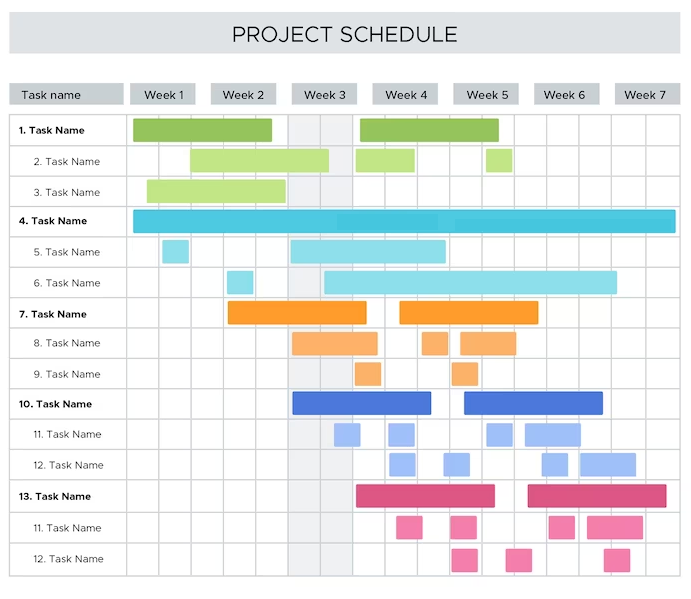 PROJECT SCHEDULE
Task name Week 1 Week 2 Week 3 Week 4 Week 5 Week 6 Week 7
1. Task Name
2. Task Name
3. Task Name
4. Task Name
5. Task Name
6. Task Name
7. Task Name
8. Task Name
9. Task Name
10. Task Name
11. Task Name
12. Task Name
13. Task Name
11. Task Name
12. Task Name